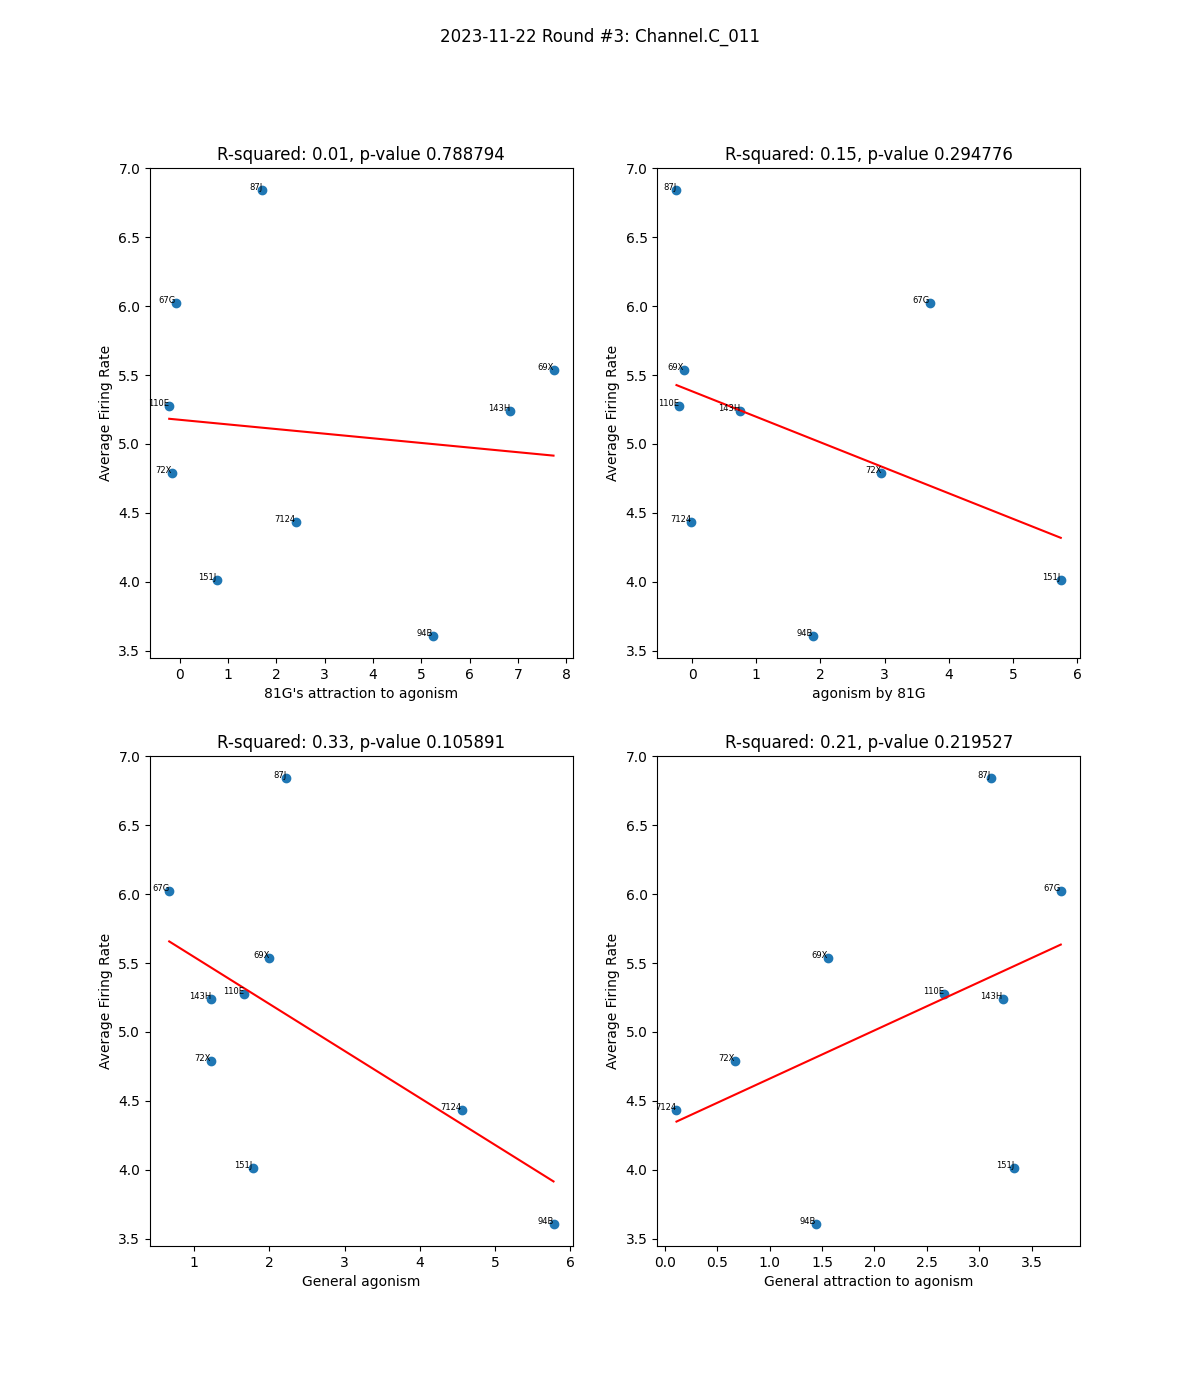 2023-11-22 Round #3: Channel.C_011
R-squared: 0.01, p-value 0.788794
7.0
6.5
6.0
5.5
5.0
4.5
4.0
3.5
Average Firing Rate
87J
67G
69X
110E
143H
72X
7124
151J
94B
0 1 2 3 4 5 6 7 8
81G's attraction to agonism
R-squared: 0.15, p-value 0.294776
7.0
6.5
6.0
5.5
5.0
4.5
4.0
3.5
Average Firing Rate
87J
67G
69X
110E
143H
72X
7124
151J
94B
0 1 2 3 4 5 6
agonism by 81G
R-squared: 0.33, p-value 0.105891
7.0
6.5
6.0
5.5
5.0
4.5
4.0
3.5
Average Firing Rate
87J
67G
69X
110E
143H
72X
7124
151J
94B
1 2 3 4 5 6
General agonism
R-squared: 0.21, p-value 0.219527
7.0
6.5
6.0
5.5
5.0
4.5
4.0
3.5
Average Firing Rate
87J
67G
69X
110E
143H
72X
7124
151J
94B
0.0 0.5 1.0 1.5 2.0 2.5 3.0 3.5
General attraction to agonism